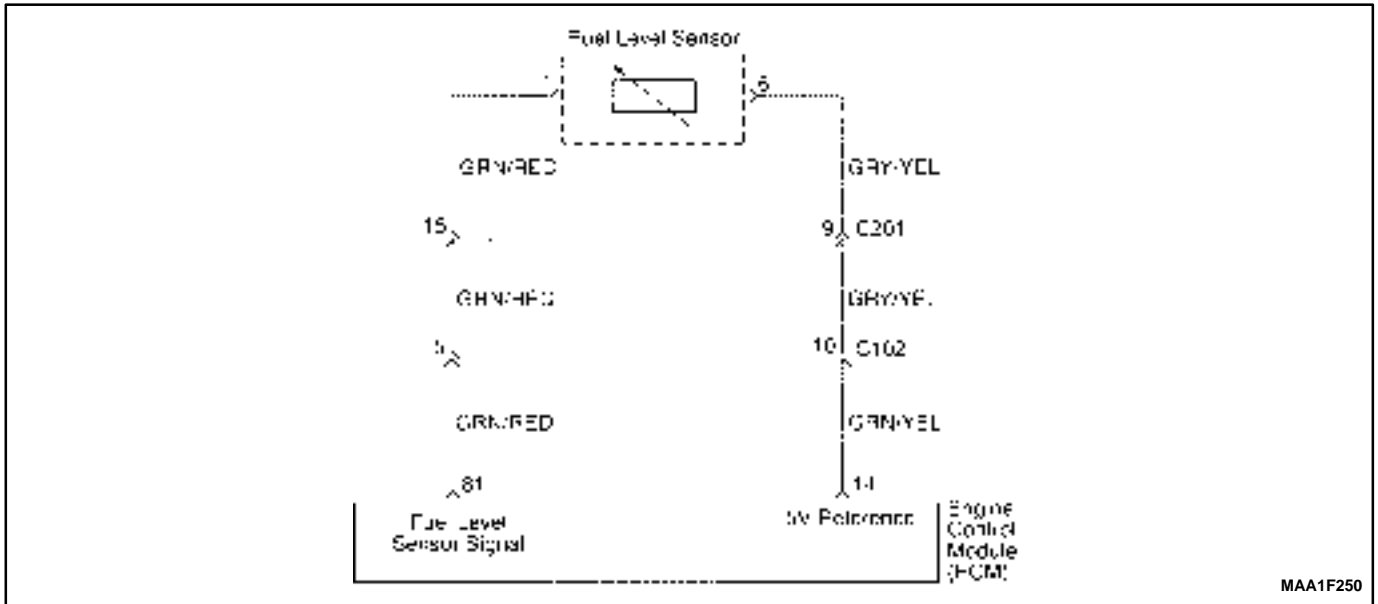 Fuel Level Sensor
6
GRN/RED
GRY/YEL
15
9 C201
GRN/RED
GRY/YEL
5
10 C102
GRN/RED
GRN/YEL
81
14
Fuel Level
Sensor Signal
5V Reference
Engine
Control
Module
(ECM)
MAA1F250